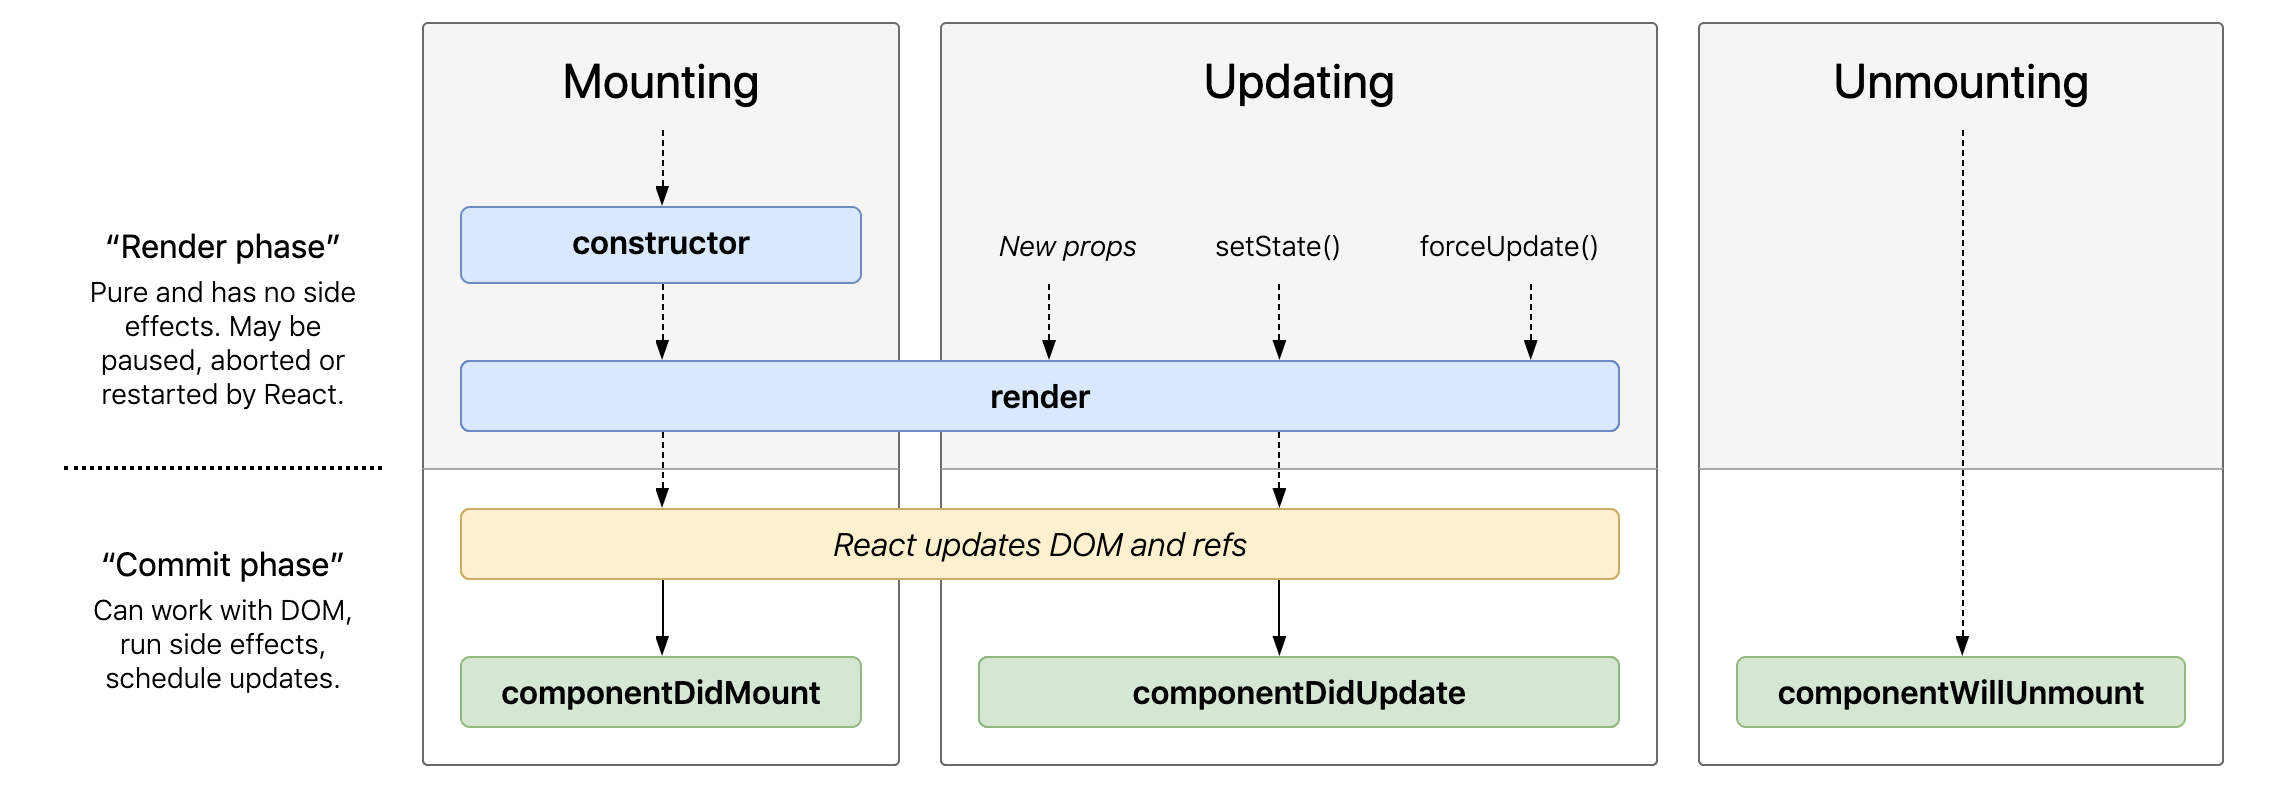 Mounting
Updating
Unmounting
“Render phase”
Pure and has no side
effects. May be
paused, aborted or
restarted by React.
constructor
New props
setState()
forceUpdate()
render
“Commit phase”
Can work with DOM,
run side effects,
schedule updates.
React updates DOM and refs
componentDidMount
componentDidUpdate
componentWillUnmount